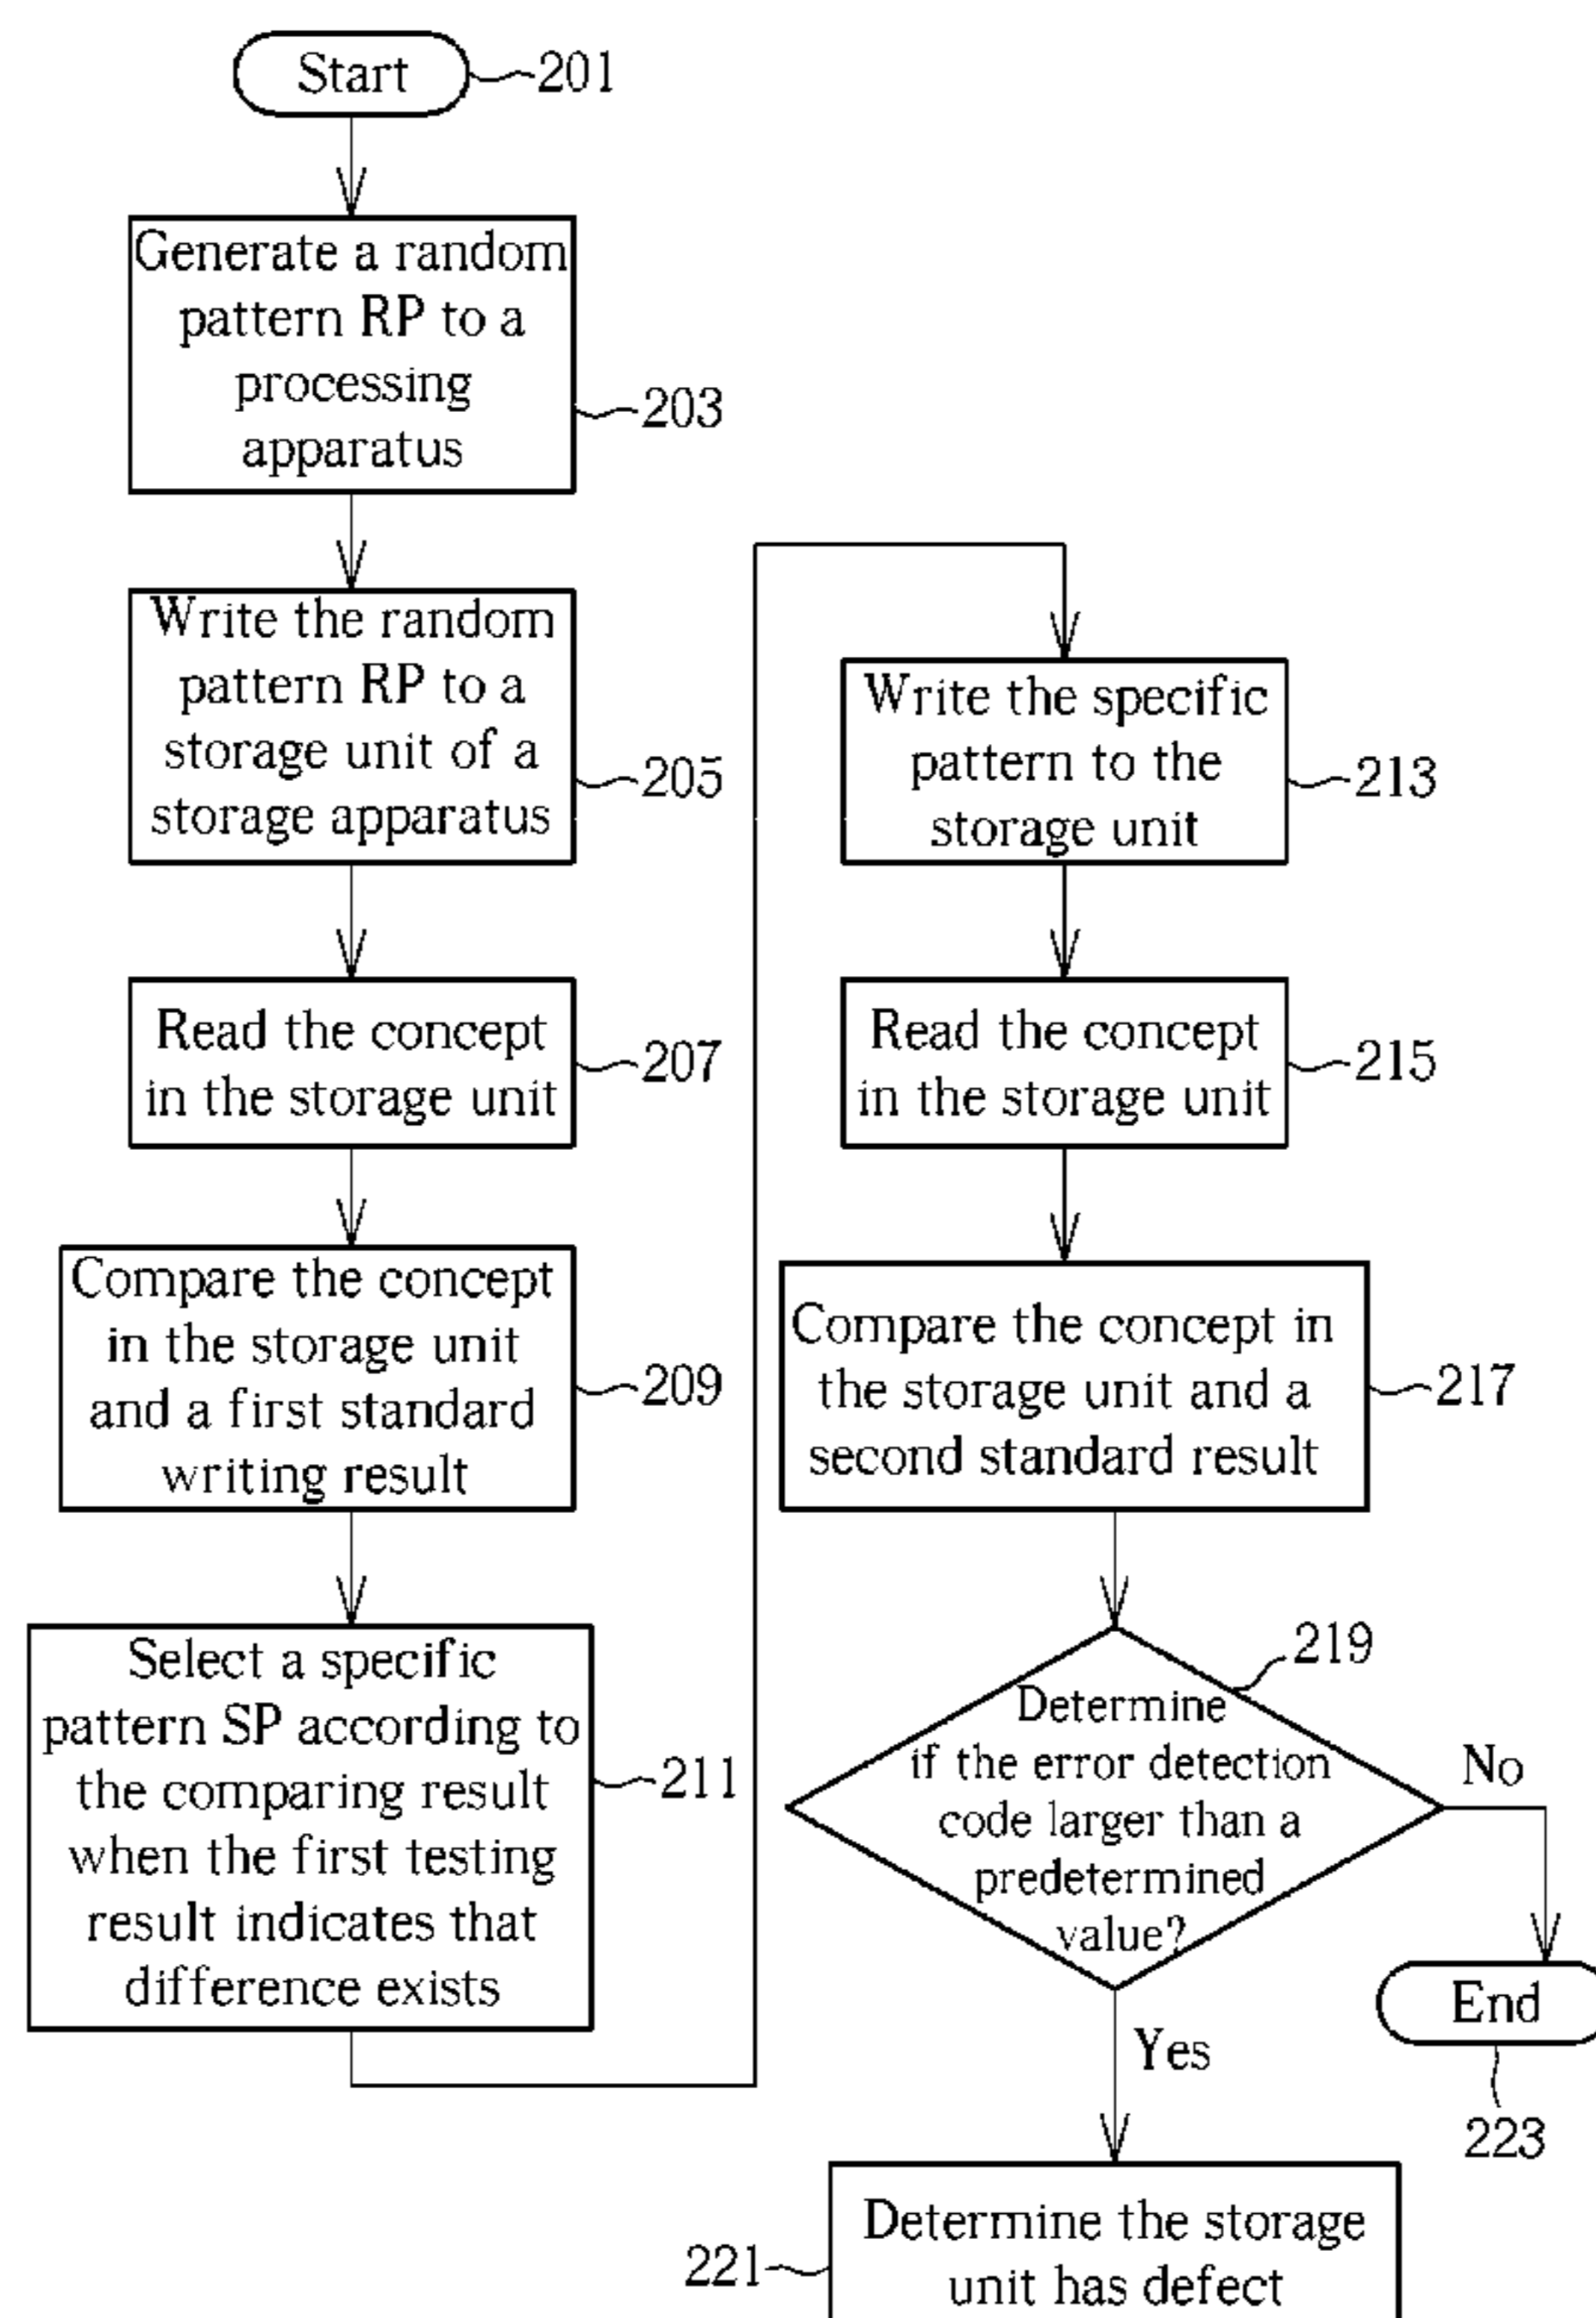 Start
201
Generate a random
pattern RP to a
processing
apparatus
203
Write the random
pattern RP to a
storage unit of a
storage apparatus
205
Read the concept
in the storage unit
207
Compare the concept
in the storage unit
and a first standard
writing result
209
Select a specific
pattern SP according to
the comparing result
when the first testing
result indicates that
difference exists
211
Write the specific
pattern to the
storage unit
213
Read the concept
in the storage unit
215
Compare the concept in
the storage unit and a
second standard result
217
219
Determine
if the error detection
code larger than a
predetermined
value?
No
End
223
Yes
Determine the storage
unit has defect
221